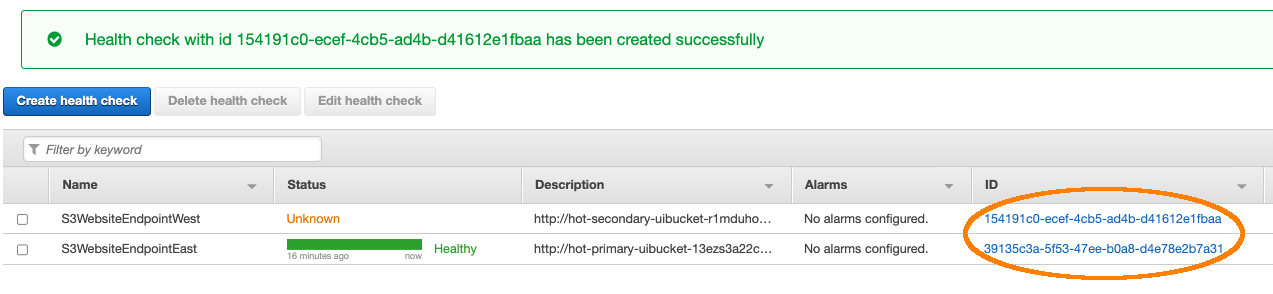 Health check with id 154191c0-ecef-4cb5-ad4b-d41612e1fbaa has been created successfully
Create health check Delete health check Edit health check
Filter by keyword
Name Status Description Alarms ID
S3WebsiteEndpointWest Unknown http://hot-secondary-uibucket-r1mduho… No alarms configured. 154191c0-ecef-4cb5-ad4b-d41612e1fbaa
S3WebsiteEndpointEast Healthy http://hot-primary-uibucket-13ezs3a22c… No alarms configured. 39135c3a-5f53-47ee-b0a8-d4e78e2b7a31
16 minutes ago now